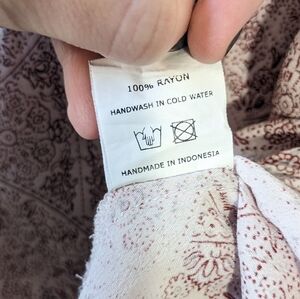 100% RAYON
HANDWASH IN COLD WATER
HANDMADE IN INDONESIA